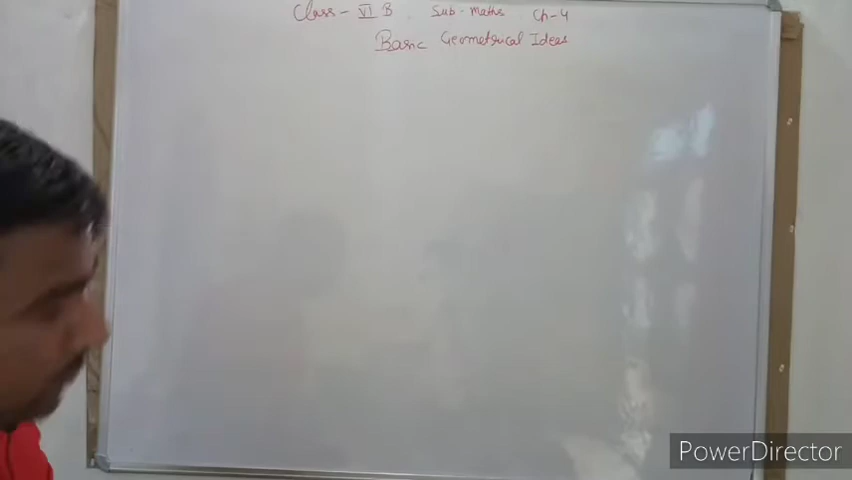 Class - VI B Sub - Maths Ch-4
Basic Geometrical Ideas
PowerDirector